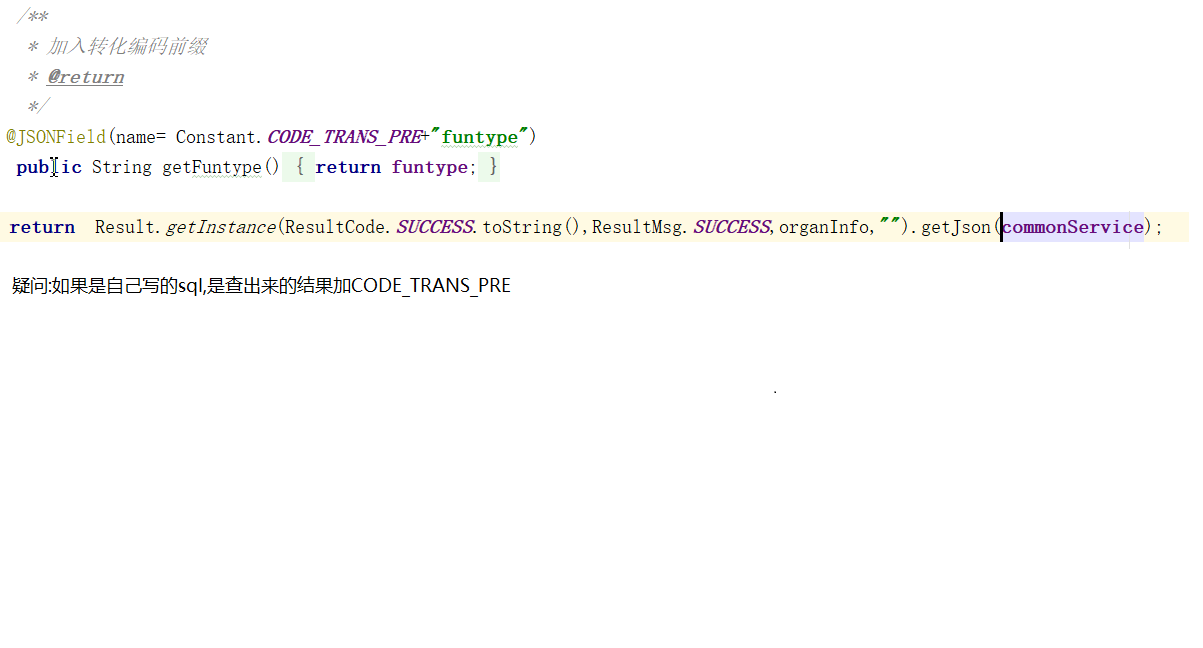 /**
* 加入转化编码前缀
* @return
*/
@JSONField(name= Constant.CODE_TRANS_PRE+"funtype")
public String getFuntype() { return funtype; }
return  Result.getInstance(ResultCode.SUCCESS.toString(),ResultMsg.SUCCESS,organInfo,"").getJson(commonService);
疑问:如果是自己写的sql,是查出来的结果加CODE_TRANS_PRE